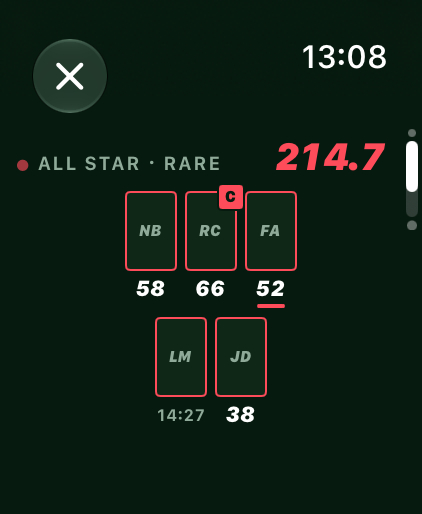 13:08
ALL STAR · RARE 214.7
C
NB RC FA
58 66 52
LM JD
14:27 38